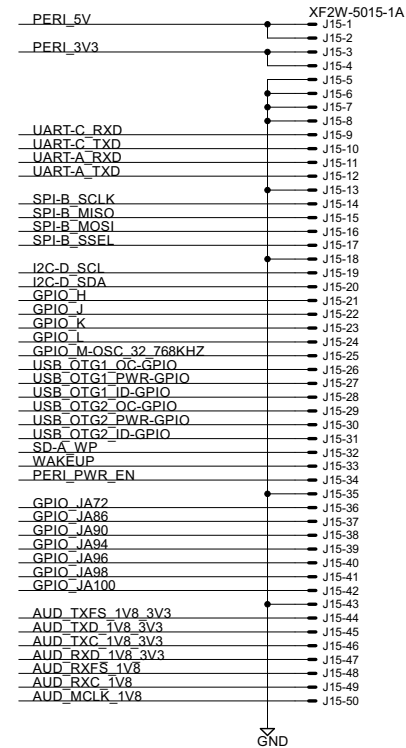 XF2W-5015-1A
PERI_5V J15-1
J15-2
PERI_3V3 J15-3
J15-4
J15-5
J15-6
J15-7
J15-8
UART-C_RXD J15-9
UART-C_TXD J15-10
UART-A_RXD J15-11
UART-A_TXD J15-12
J15-13
SPI-B_SCLK J15-14
SPI-B_MISO J15-15
SPI-B_MOSI J15-16
SPI-B_SSEL J15-17
J15-18
I2C-D_SCL J15-19
I2C-D_SDA J15-20
GPIO_H J15-21
GPIO_J J15-22
GPIO_K J15-23
GPIO_L J15-24
GPIO_M-OSC_32_768KHZ J15-25
USB_OTG1_OC-GPIO J15-26
USB_OTG1_PWR-GPIO J15-27
USB_OTG1_ID-GPIO J15-28
USB_OTG2_OC-GPIO J15-29
USB_OTG2_PWR-GPIO J15-30
USB_OTG2_ID-GPIO J15-31
SD-A_WP J15-32
WAKEUP J15-33
PERI_PWR_EN J15-34
J15-35
GPIO_JA72 J15-36
GPIO_JA86 J15-37
GPIO_JA90 J15-38
GPIO_JA94 J15-39
GPIO_JA96 J15-40
GPIO_JA98 J15-41
GPIO_JA100 J15-42
J15-43
AUD_TXFS_1V8_3V3 J15-44
AUD_TXD_1V8_3V3 J15-45
AUD_TXC_1V8_3V3 J15-46
AUD_RXD_1V8_3V3 J15-47
AUD_RXFS_1V8 J15-48
AUD_RXC_1V8 J15-49
AUD_MCLK_1V8 J15-50
GND